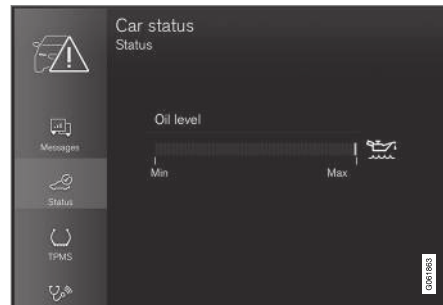 Car status
Status
Oil level
Min Max
Messages
Status
TPMS
G061863